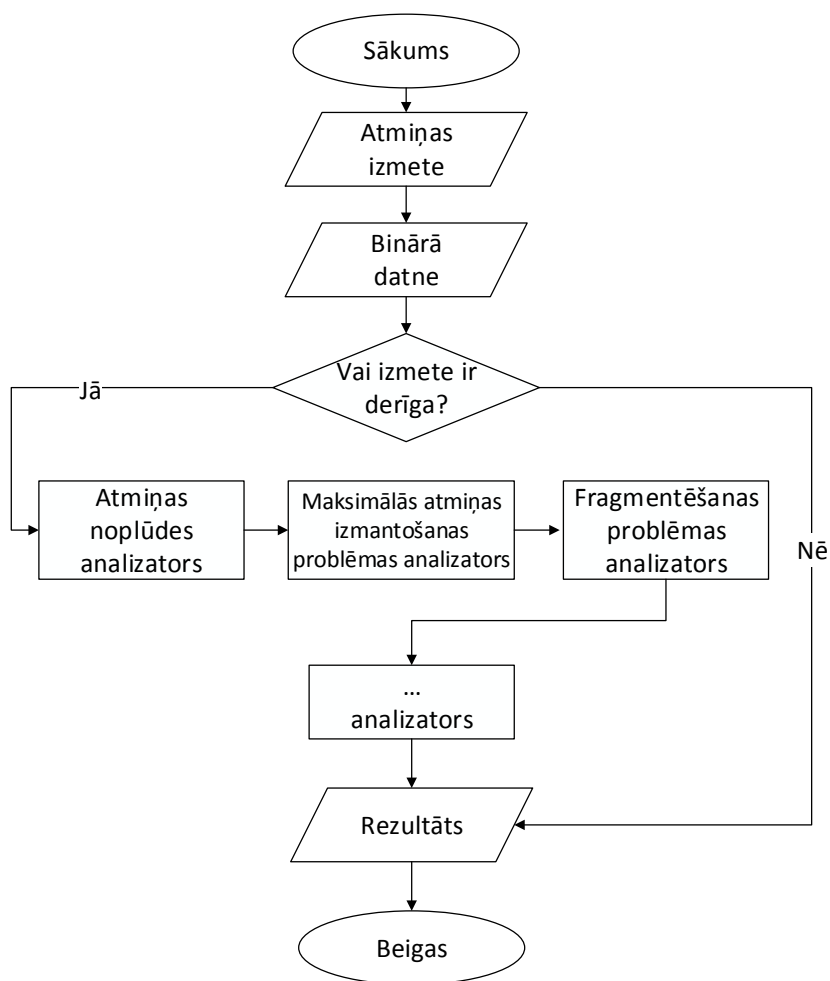 Sākums
Atmiņas
izmete
Binārā
datne
Vai izmete ir
derīga?
Jā
Atmiņas
noplūdes
analizators
Maksimālās atmiņas
izmantošanas
problēmas analizators
Fragmentēšanas
problēmas
analizators
Nē
...
analizators
Rezultāts
Beigas